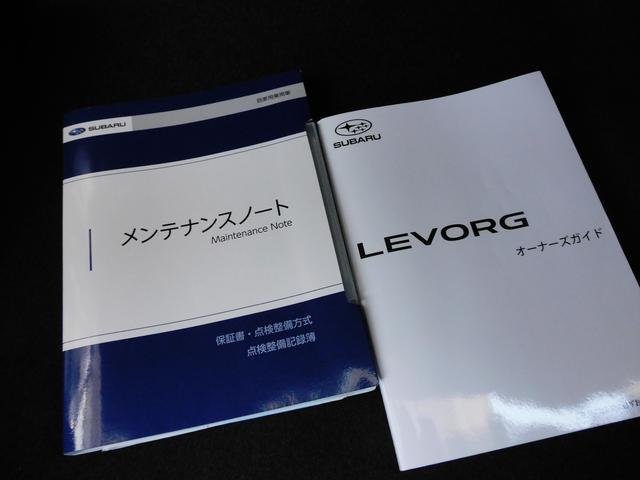 自家用乗用車
SUBARU
メンテナンスノート
Maintenance Note
保証書・点検整備方式
点検整備記録簿
SUBARU
LEVORG
オーナーズガイド